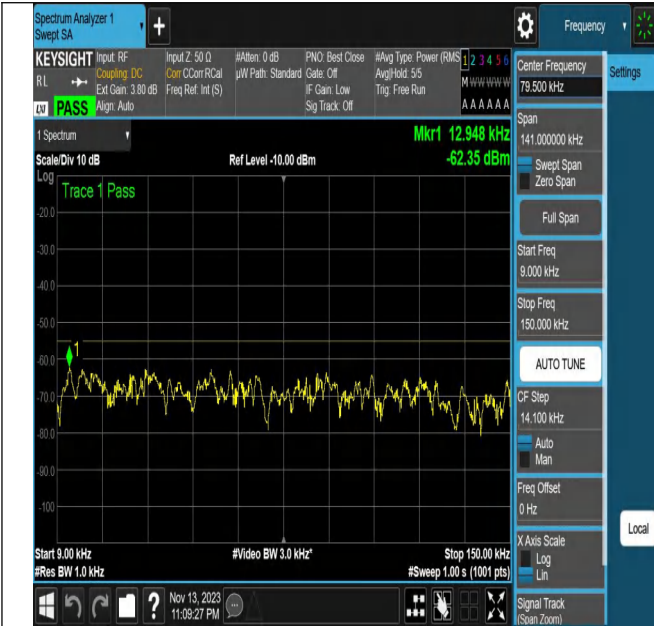 Spectrum Analyzer 1
Swept SA
+
Frequency
KEYSIGHT
RL
PASS
Input: RF
Coupling: DC
Ext Gain: 3.80 dB
Align: Auto
Input Z: 50 Ω
Corr CCorr RCal
Freq Ref: Int (S)
#Atten: 0 dB
µW Path: Standard
PNO: Best Close
Gate: Off
IF Gain: Low
Sig Track: Off
#Avg Type: Power (RMS
Avg|Hold: 5/5
Trig: Free Run
1 2 3 4 5 6
M W W W W W
A A A A A A
1 Spectrum
Scale/Div 10 dB
Ref Level -10.00 dBm
Mkr1 12.948 kHz
-62.35 dBm
Log
Trace 1 Pass
-20.0
-30.0
-40.0
-50.0
-60.0
-70.0
-80.0
-90.0
-100
1
Start 9.00 kHz
#Video BW 3.0 kHz*
Stop 150.00 kHz
#Res BW 1.0 kHz
#Sweep 1.00 s (1001 pts)
?
Nov 13, 2023
11:09:27 PM
Center Frequency
79.500 kHz
Span
141.000000 kHz
Swept Span
Zero Span
Full Span
Start Freq
9.000 kHz
Stop Freq
150.000 kHz
AUTO TUNE
CF Step
14.100 kHz
Auto
Man
Freq Offset
0 Hz
X Axis Scale
Log
Lin
Signal Track
(Span Zoom)
Settings
Local